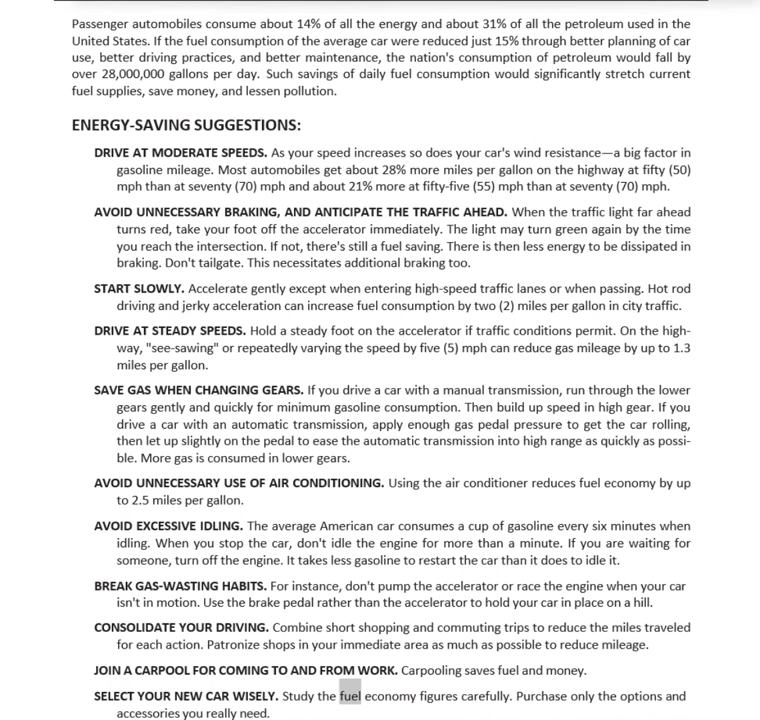 Passenger automobiles consume about 14% of all the energy and about 31% of all the petroleum used in the
United States. If the fuel consumption of the average car were reduced just 15% through better planning of car
use, better driving practices, and better maintenance, the nation's consumption of petroleum would fall by
over 28,000,000 gallons per day. Such savings of daily fuel consumption would significantly stretch current
fuel supplies, save money, and lessen pollution.
ENERGY-SAVING SUGGESTIONS:
DRIVE AT MODERATE SPEEDS. As your speed increases so does your car's wind resistance—a big factor in
gasoline mileage. Most automobiles get about 28% more miles per gallon on the highway at fifty (50)
mph than at seventy (70) mph and about 21% more at fifty-five (55) mph than at seventy (70) mph.
AVOID UNNECESSARY BRAKING, AND ANTICIPATE THE TRAFFIC AHEAD. When the traffic light far ahead
turns red, take your foot off the accelerator immediately. The light may turn green again by the time
you reach the intersection. If not, there's still a fuel saving. There is then less energy to be dissipated in
braking. Don't tailgate. This necessitates additional braking too.
START SLOWLY. Accelerate gently except when entering high-speed traffic lanes or when passing. Hot rod
driving and jerky acceleration can increase fuel consumption by two (2) miles per gallon in city traffic.
DRIVE AT STEADY SPEEDS. Hold a steady foot on the accelerator if traffic conditions permit. On the high-
way, "see-sawing" or repeatedly varying the speed by five (5) mph can reduce gas mileage by up to 1.3
miles per gallon.
SAVE GAS WHEN CHANGING GEARS. If you drive a car with a manual transmission, run through the lower
gears gently and quickly for minimum gasoline consumption. Then build up speed in high gear. If you
drive a car with an automatic transmission, apply enough gas pedal pressure to get the car rolling,
then let up slightly on the pedal to ease the automatic transmission into high range as quickly as possi-
ble. More gas is consumed in lower gears.
AVOID UNNECESSARY USE OF AIR CONDITIONING. Using the air conditioner reduces fuel economy by up
to 2.5 miles per gallon.
AVOID EXCESSIVE IDLING. The average American car consumes a cup of gasoline every six minutes when
idling. When you stop the car, don't idle the engine for more than a minute. If you are waiting for
someone, turn off the engine. It takes less gasoline to restart the car than it does to idle it.
BREAK GAS-WASTING HABITS. For instance, don't pump the accelerator or race the engine when your car
isn't in motion. Use the brake pedal rather than the accelerator to hold your car in place on a hill.
CONSOLIDATE YOUR DRIVING. Combine short shopping and commuting trips to reduce the miles traveled
for each action. Patronize shops in your immediate area as much as possible to reduce mileage.
JOIN A CARPOOL FOR COMING TO AND FROM WORK. Carpooling saves fuel and money.
SELECT YOUR NEW CAR WISELY. Study the fuel economy figures carefully. Purchase only the options and
accessories you really need.